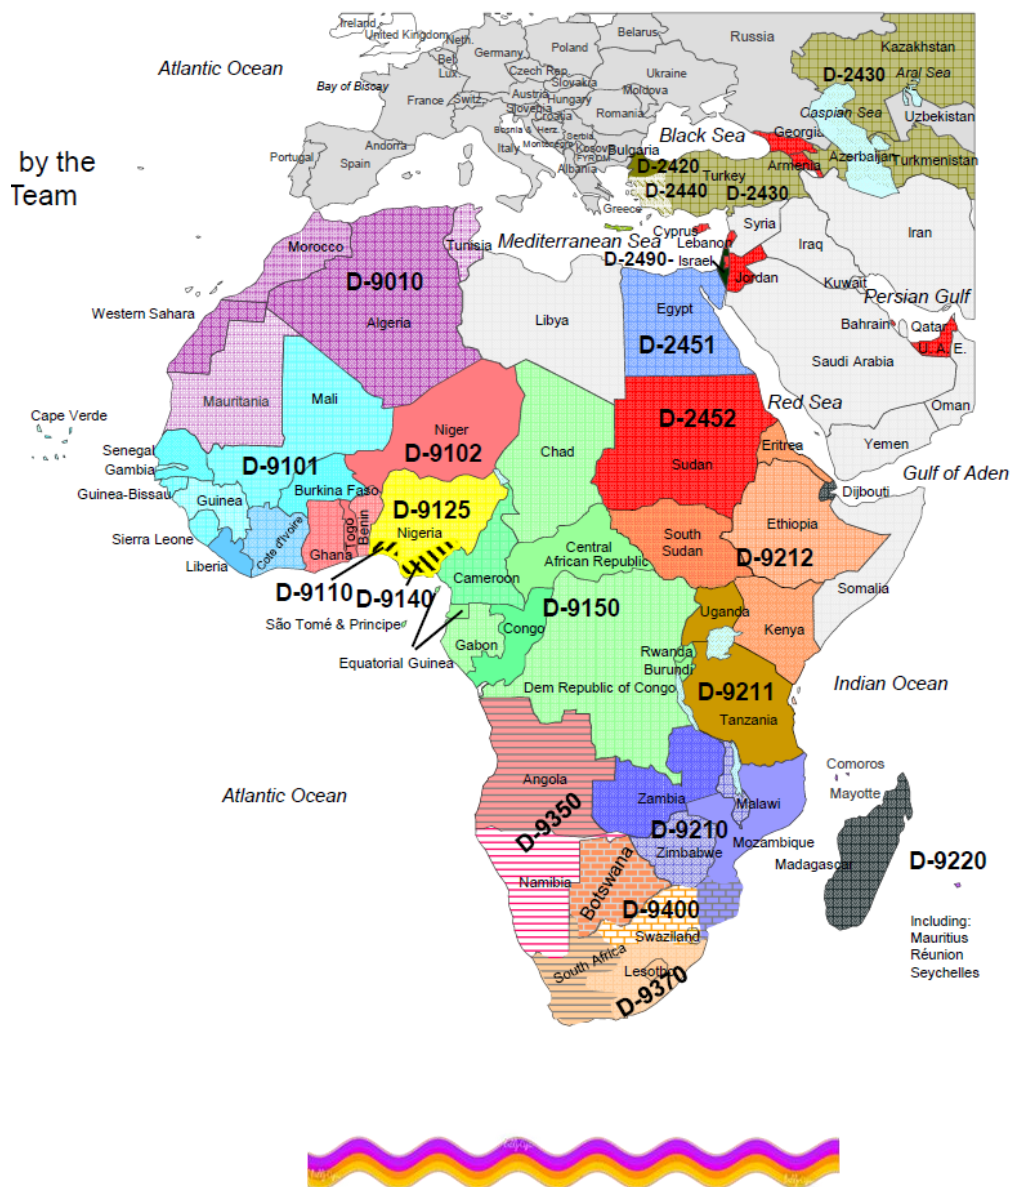 Ireland
United Kingdom
Neth.
Bel
Lux
Germany
Poland
Belarus
Russia
Kazakhstan
Atlantic Ocean
Bay of Biscay
France
Switz.
Czech Rep.
Slovakia
Austria
Hungary
Slovenia
Croatia
Ukraine
Moldova
Romania
D-2430
Aral Sea
Caspian Sea
Uzbekistan
Bosnia & Herz.
Serbia
Montenegro
Kosovo
FYROM
Bulgaria
Black Sea
Georgia
by the
Team
Portugal
Andorra
Spain
Italy
Albania
D-2420
Turkey
Armenia
Azerbaijan
Turkmenistan
D-2440
D-2430
Greece
Morocco
Tunisia
Mediterranean Sea
Cyprus
Lebanon
Syria
Iraq
Iran
D-2490-
Israel
Jordan
Kuwait
Persian Gulf
D-9010
Western Sahara
Algeria
Libya
Egypt
D-2451
Bahrain
Qatar
U. A. E.
Saudi Arabia
Mauritania
Mali
Cape Verde
Niger
D-9102
Chad
D-2452
Sudan
Red Sea
Oman
Eritrea
Yemen
Gulf of Aden
Senegal
Gambia
D-9101
Guinea-Bissau
Guinea
Burkina Faso
D-9125
Nigeria
Djibouti
Ethiopia
Sierra Leone
Liberia
Cote d'Ivoire
Ghana
Togo
Benin
South
Sudan
D-9212
Central
African Republic
Cameroon
Somalia
D-9110
D-9140
D-9150
São Tomé & Principe
Congo
Gabon
Equatorial Guinea
Uganda
Kenya
Rwanda
Burundi
Dem Republic of Congo
D-9211
Tanzania
Indian Ocean
Angola
Atlantic Ocean
D-9350
Zambia
Malawi
Comoros
Mayotte
D-9210
Zimbabwe
Mozambique
Madagascar
D-9220
Namibia
Botswana
D-9400
Swaziland
South Africa
Lesotho
D-9370
Including:
Mauritius
Réunion
Seychelles